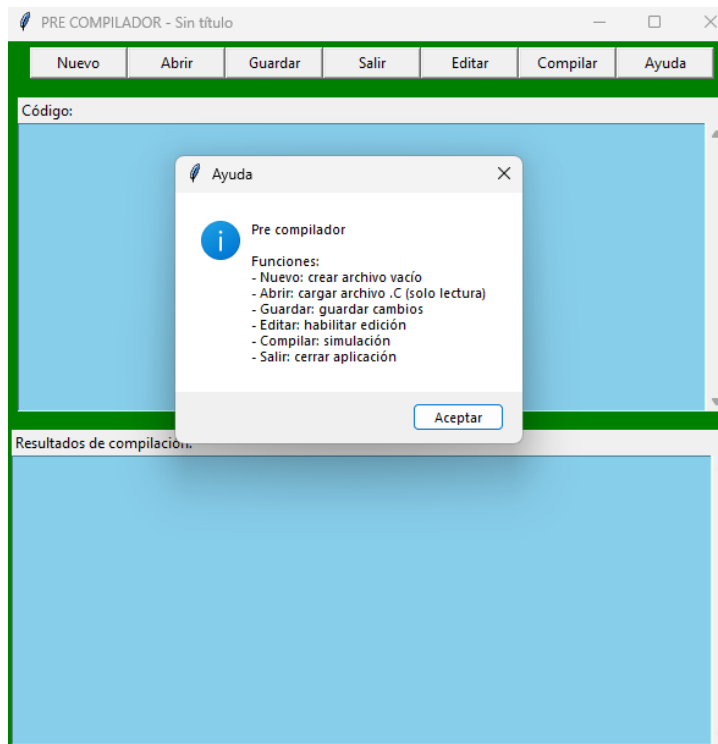 PRE COMPILADOR - Sin título
Nuevo Abrir Guardar Salir Editar Compilar Ayuda
Código:
Ayuda
Pre compilador
Funciones:
- Nuevo: crear archivo vacío
- Abrir: cargar archivo .C (solo lectura)
- Guardar: guardar cambios
- Editar: habilitar edición
- Compilar: simulación
- Salir: cerrar aplicación
Aceptar
Resultados de compilación: